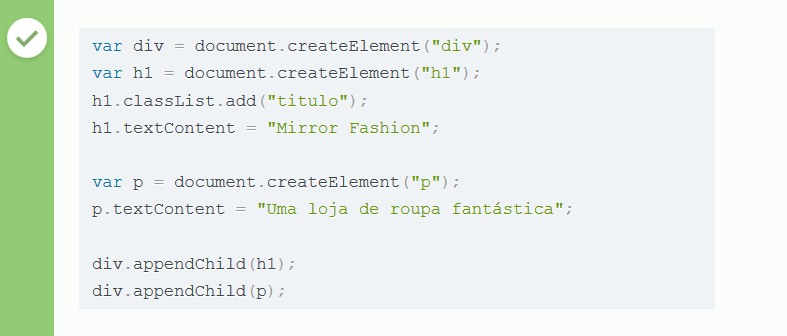 var div = document.createElement("div");
var h1 = document.createElement("h1");
h1.classList.add("titulo");
h1.textContent = "Mirror Fashion";
var p = document.createElement("p");
p.textContent = "Uma loja de roupa fantástica";
div.appendChild(h1);
div.appendChild(p);